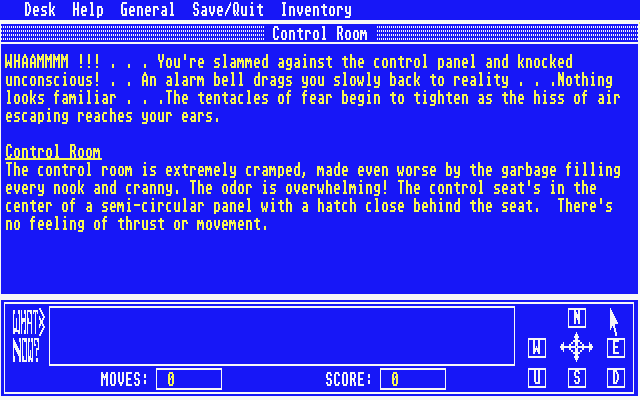 Desk Help General Save/Quit Inventory
Control Room
WHAAMMMM !!! . . . You're slammed against the control panel and knocked
unconscious! . . An alarm bell drags you slowly back to reality . . .Nothing
looks familiar . . .The tentacles of fear begin to tighten as the hiss of air
escaping reaches your ears.
Control Room
The control room is extremely cramped, made even worse by the garbage filling
every nook and cranny. The odor is overwhelming! The control seat's in the
center of a semi-circular panel with a hatch close behind the seat. There's
no feeling of thrust or movement.
WHAT
NOW?
N
W E
U S D
MOVES: 0 SCORE: 0